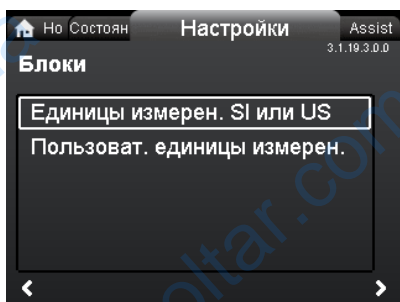 Но Состоян Настройки Assist
3.1.19.3.0.0
Блоки
Единицы измерен. SI или US
Пользоват. единицы измерен.